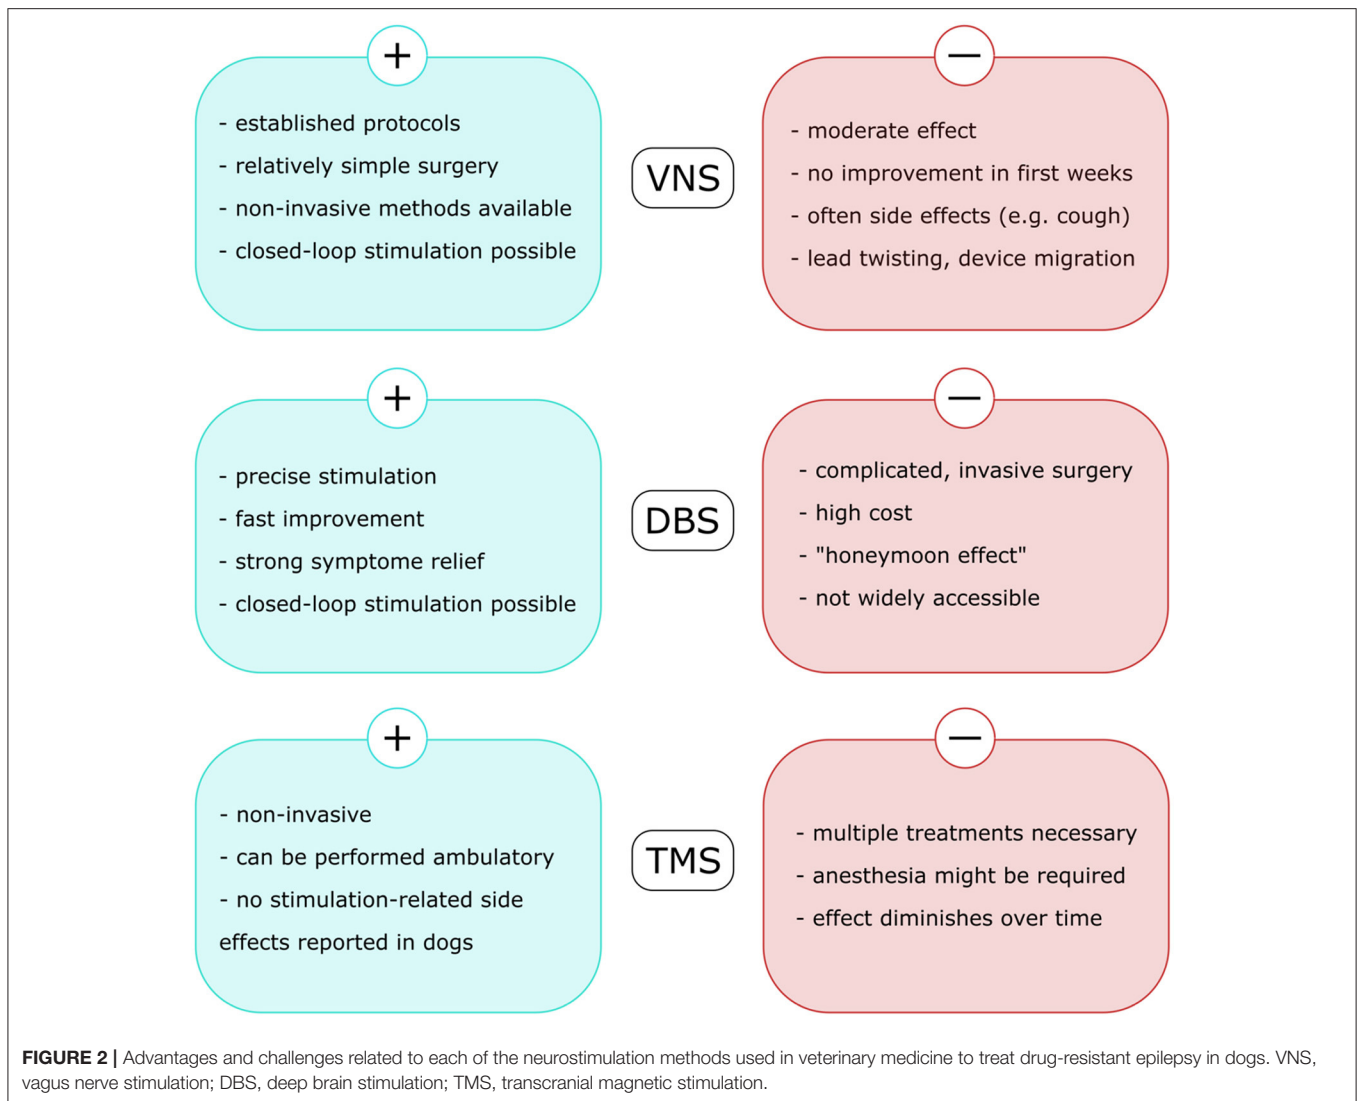 +
- established protocols
- relatively simple surgery
- non-invasive methods available
- closed-loop stimulation possible
VNS
—
- moderate effect
- no improvement in first weeks
- often side effects (e.g. cough)
- lead twisting, device migration
+
- precise stimulation
- fast improvement
- strong symptome relief
- closed-loop stimulation possible
DBS
—
- complicated, invasive surgery
- high cost
- "honeymoon effect"
- not widely accessible
+
- non-invasive
- can be performed ambulatory
- no stimulation-related side
effects reported in dogs
TMS
—
- multiple treatments necessary
- anesthesia might be required
- effect diminishes over time
FIGURE 2 | Advantages and challenges related to each of the neurostimulation methods used in veterinary medicine to treat drug-resistant epilepsy in dogs. VNS,
vagus nerve stimulation; DBS, deep brain stimulation; TMS, transcranial magnetic stimulation.